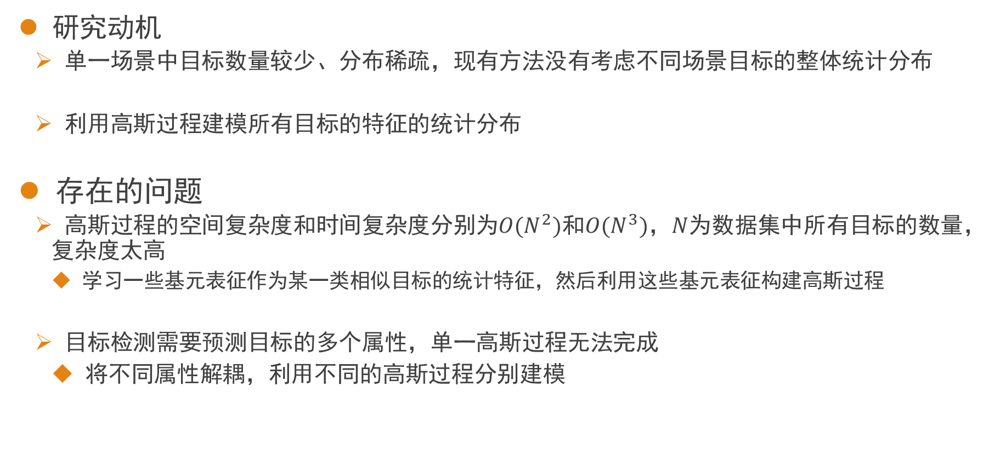 研究动机
单一场景中目标数量较少、分布稀疏，现有方法没有考虑不同场景目标的整体统计分布
利用高斯过程建模所有目标的特征的统计分布
存在的问题
高斯过程的空间复杂度和时间复杂度分别为O(N²)和O(N³)，N为数据集中所有目标的数量，
复杂度太高
学习一些基元表征作为某一类相似目标的统计特征，然后利用这些基元表征构建高斯过程
目标检测需要预测目标的多个属性，单一高斯过程无法完成
将不同属性解耦，利用不同的高斯过程分别建模